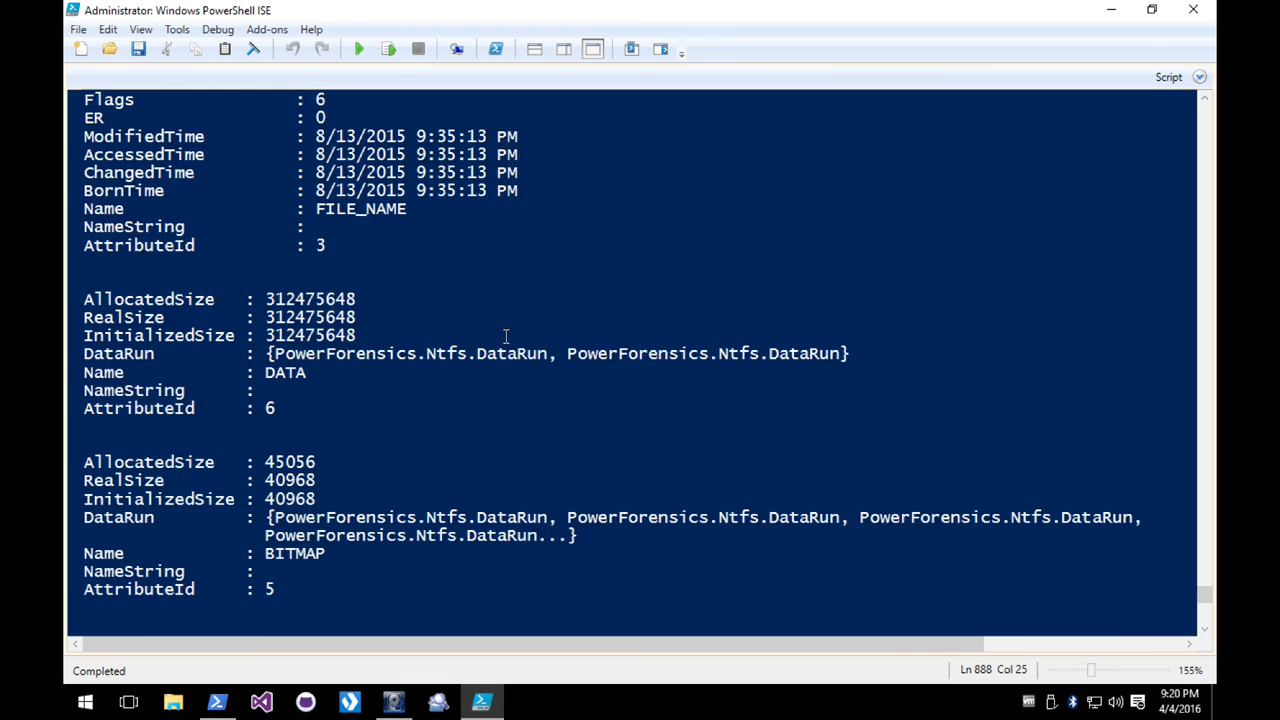 Administrator: Windows PowerShell ISE
File Edit View Tools Debug Add-ons Help
Script
Flags : 6
ER : 0
ModifiedTime : 8/13/2015 9:35:13 PM
AccessedTime : 8/13/2015 9:35:13 PM
ChangedTime : 8/13/2015 9:35:13 PM
BornTime : 8/13/2015 9:35:13 PM
Name : FILE_NAME
NameString :
AttributeId : 3
AllocatedSize : 312475648
RealSize : 312475648
InitializedSize : 312475648
DataRun : {PowerForensics.Ntfs.DataRun, PowerForensics.Ntfs.DataRun}
Name : DATA
NameString :
AttributeId : 6
AllocatedSize : 45056
RealSize : 40968
InitializedSize : 40968
DataRun : {PowerForensics.Ntfs.DataRun, PowerForensics.Ntfs.DataRun, PowerForensics.Ntfs.DataRun,
PowerForensics.Ntfs.DataRun...}
Name : BITMAP
NameString :
AttributeId : 5
Completed
Ln 888 Col 25
155%
9:20 PM
4/4/2016